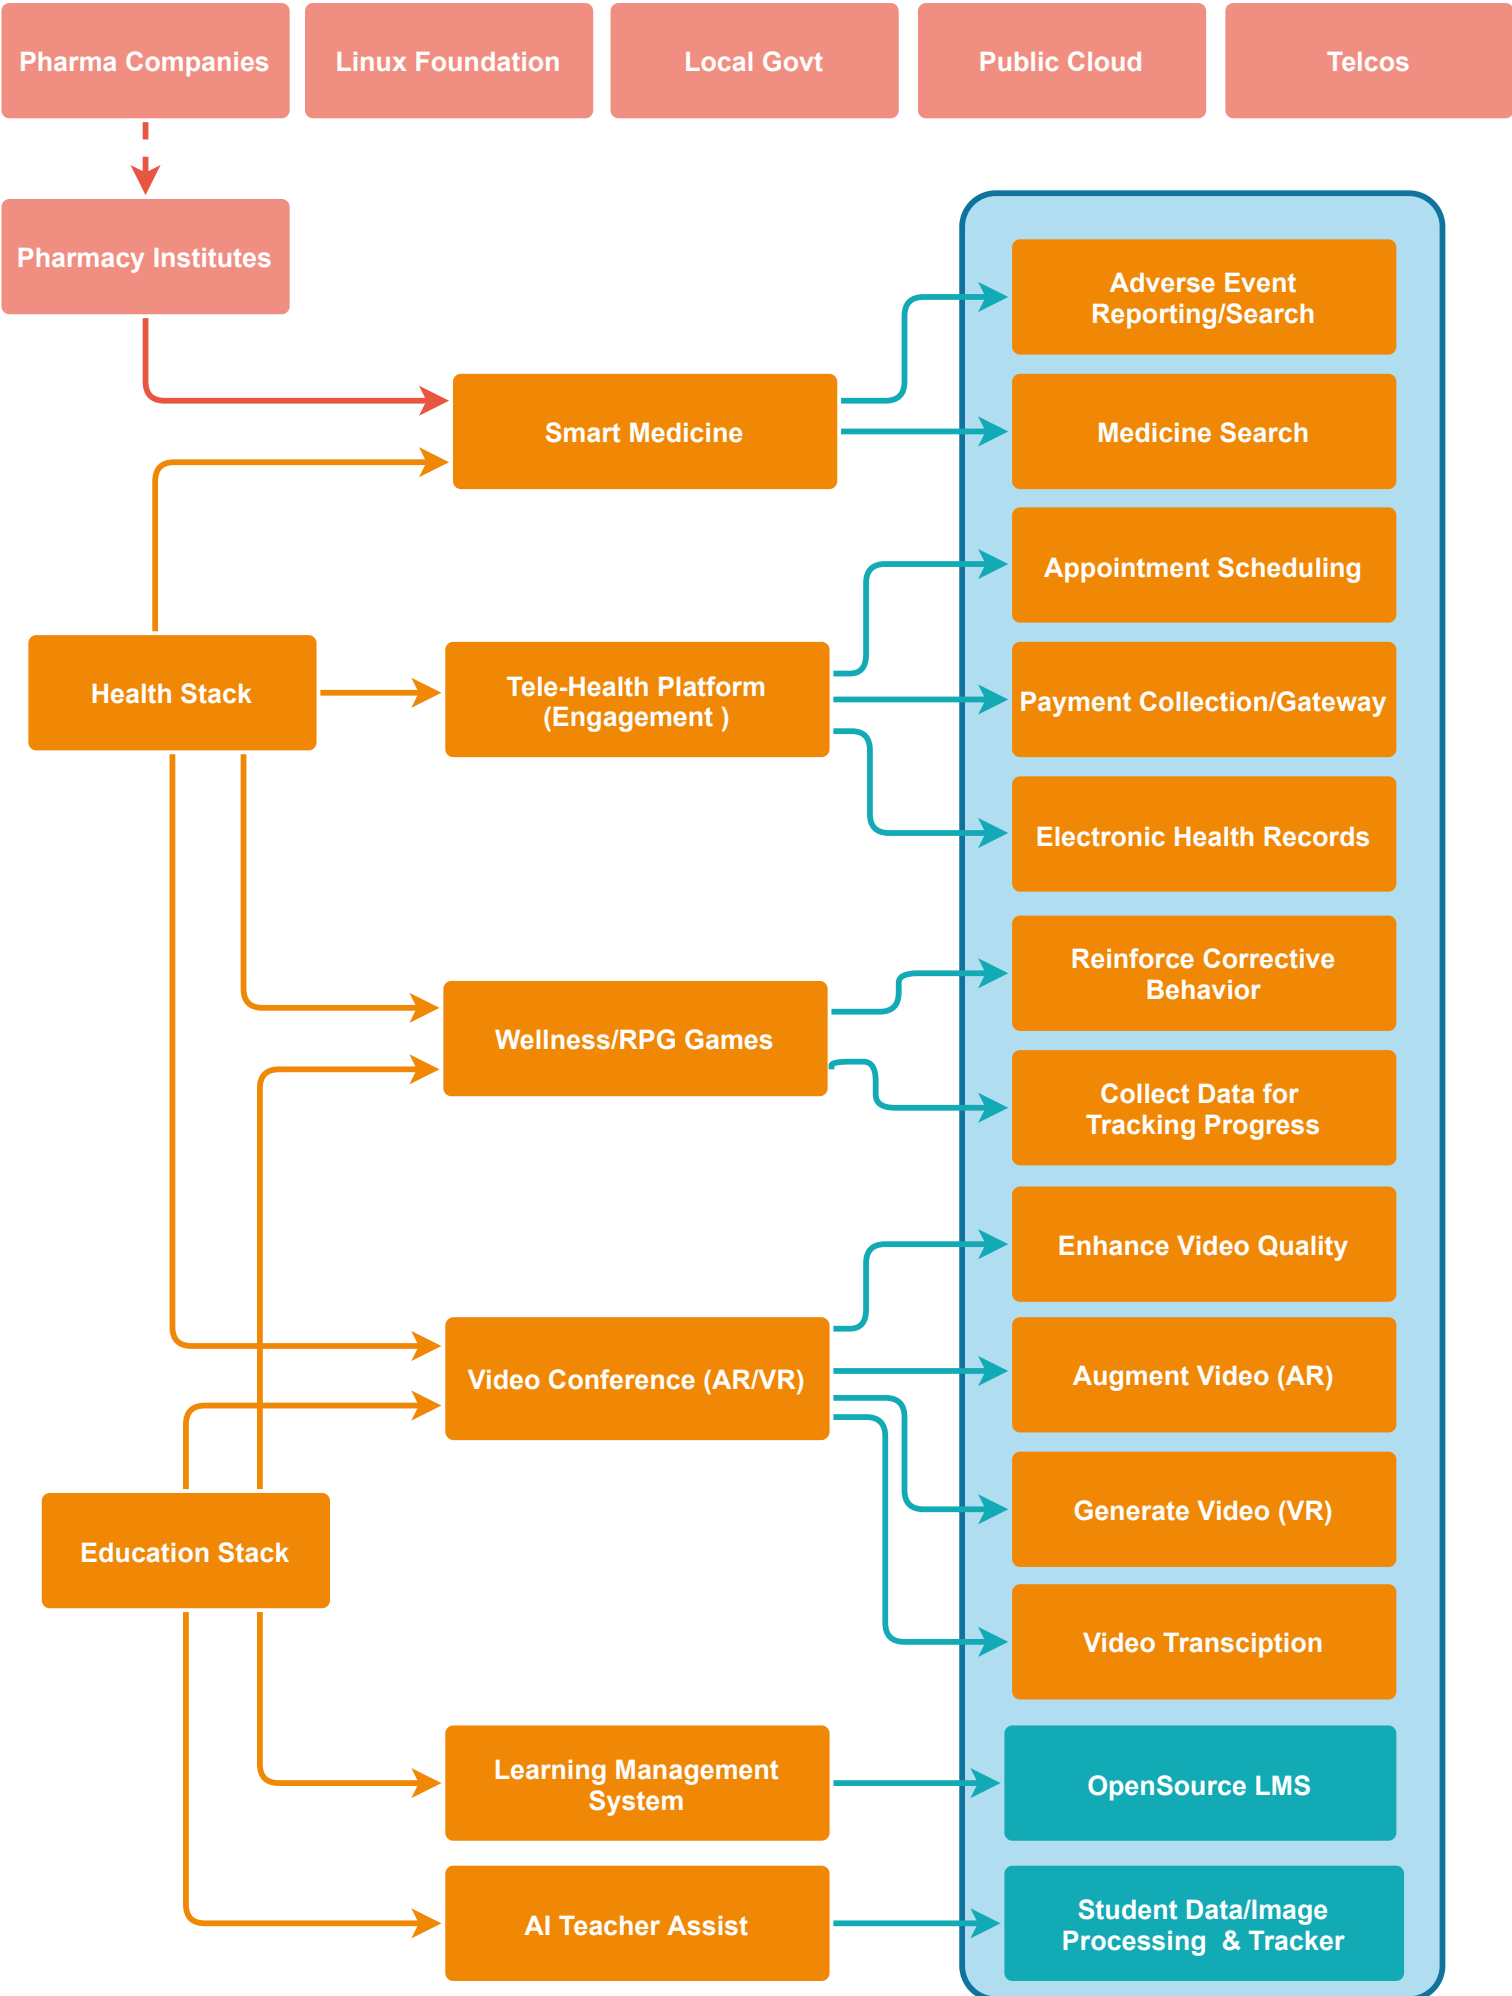 Pharma Companies
Linux Foundation
Local Govt
Public Cloud
Telcos
Pharmacy Institutes
Adverse Event
Reporting/Search
Smart Medicine
Medicine Search
Appointment Scheduling
Health Stack
Tele-Health Platform
(Engagement )
Payment Collection/Gateway
Electronic Health Records
Reinforce Corrective
Behavior
Wellness/RPG Games
Collect Data for
Tracking Progress
Enhance Video Quality
Video Conference (AR/VR)
Augment Video (AR)
Generate Video (VR)
Education Stack
Video Transciption
Learning Management
System
OpenSource LMS
AI Teacher Assist
Student Data/Image
Processing  & Tracker